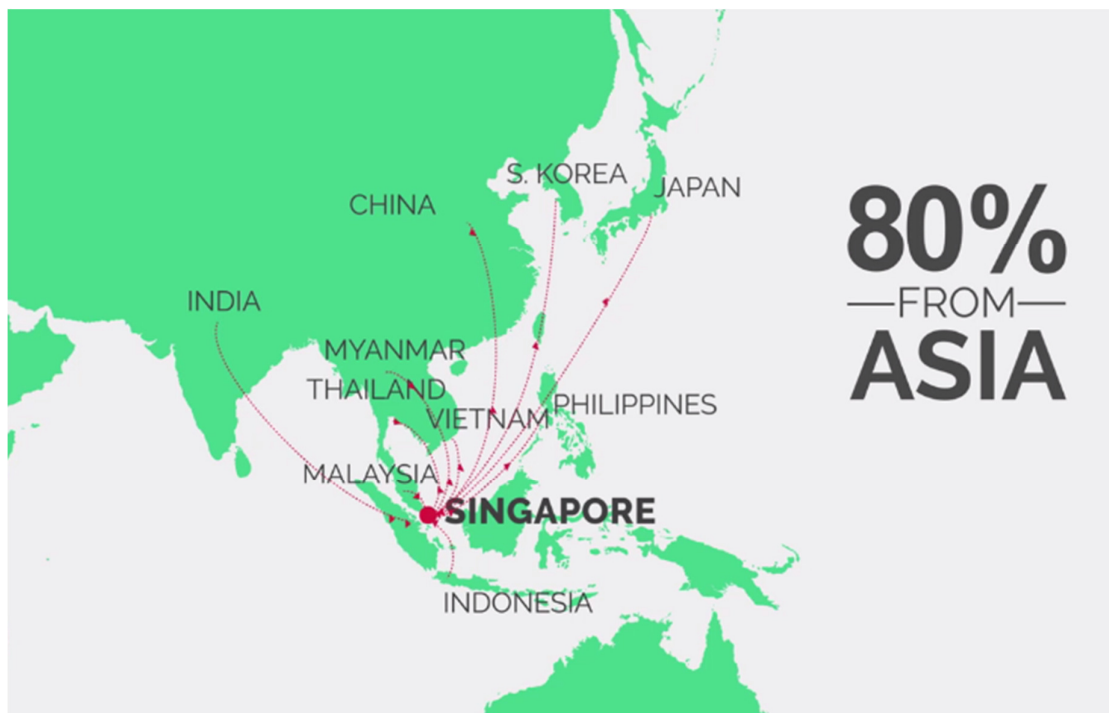 S. KOREA
JAPAN
CHINA
INDIA
MYANMAR
THAILAND
VIETNAM
PHILIPPINES
MALAYSIA
SINGAPORE
INDONESIA
80%
FROM
ASIA